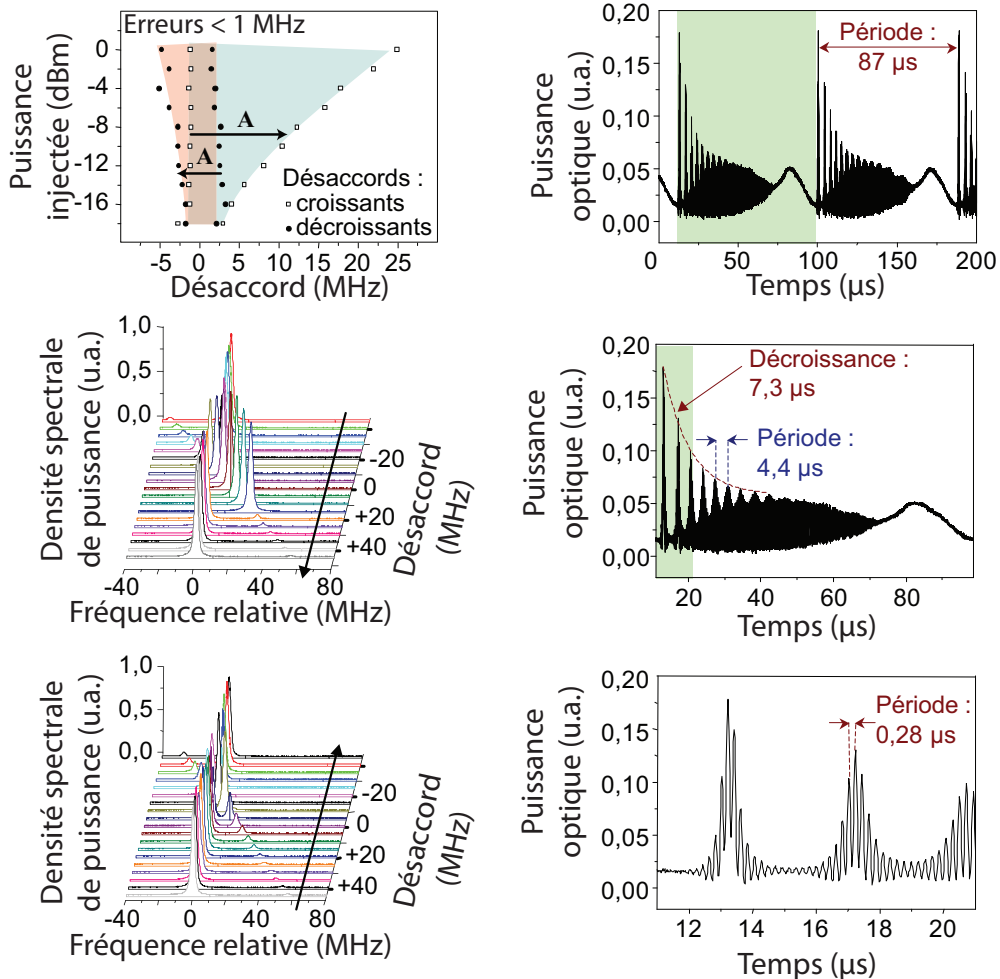 Erreurs < 1 MHz
Puissance
injectée (dBm)
0
-4
-8
-12
-16
A
A
Désaccords :
croissants
décroissants
-5
0
5
10
15
20
25
Désaccord (MHz)
Puissance
optique (u.a.)
0,20
0,15
0,10
0,05
0,00
Période :
87 µs
0
50
100
150
200
Temps (µs)
Densité spectrale
de puissance (u.a.)
1,0
0,5
0,0
-20
0
+20
+40
Désaccord
(MHz)
-40
0
40
80
Fréquence relative (MHz)
Puissance
optique (u.a.)
0,20
0,15
0,10
0,05
0,00
Décroissance :
7,3 µs
Période :
4,4 µs
20
40
60
80
Temps (µs)
Densité spectrale
de puissance (u.a.)
1,0
0,5
0,0
-20
0
+20
+40
Désaccord
(MHz)
-40
0
40
80
Fréquence relative (MHz)
Puissance
optique (u.a.)
0,20
0,15
0,10
0,05
0,00
Période :
0,28 µs
12
14
16
18
20
Temps (µs)